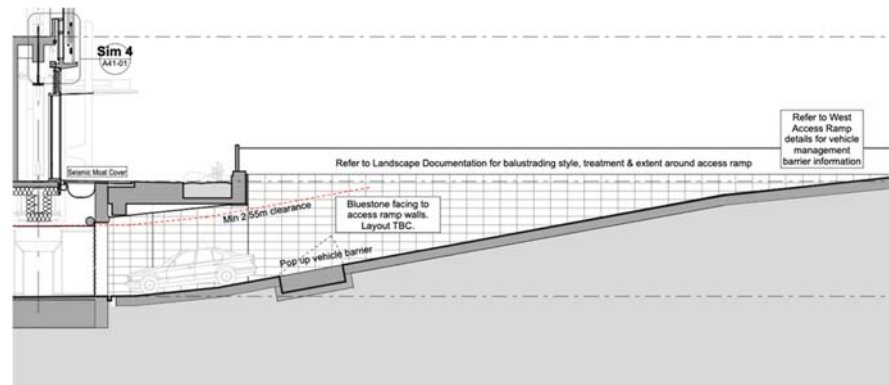 Sim 4
A41-01
Refer to West
Access Ramp
details for vehicle
management
barrier information
Refer to Landscape Documentation for balustrading style, treatment & extent around access ramp
Seismic Moat Cover
Min 2.55m clearance
Bluestone facing to
access ramp walls.
Layout TBC.
Pop up vehicle barrier